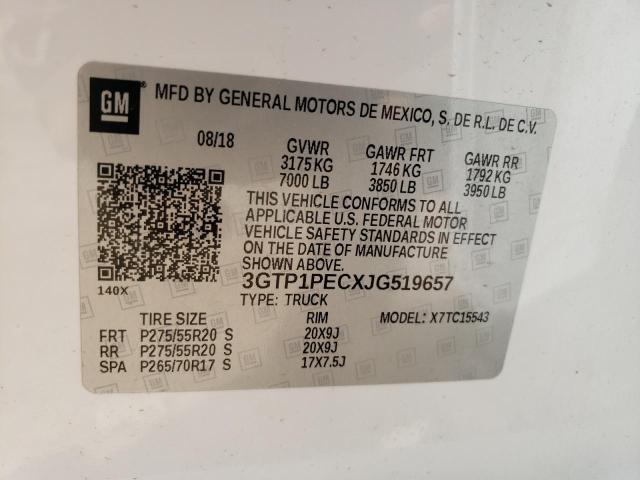 GM
MFD BY GENERAL MOTORS DE MEXICO, S. DE R.L. DE C.V.
08/18 GVWR GAWR FRT GAWR RR
3175 KG 1746 KG 1792 KG
7000 LB 3850 LB 3950 LB
THIS VEHICLE CONFORMS TO ALL
APPLICABLE U.S. FEDERAL MOTOR
VEHICLE SAFETY STANDARDS IN EFFECT
ON THE DATE OF MANUFACTURE
SHOWN ABOVE.
140X
3GTP1PECXJG519657
TYPE: TRUCK MODEL: X7TC15543
TIRE SIZE RIM
FRT P275/55R20 S 20X9J
RR P275/55R20 S 20X9J
SPA P265/70R17 S 17X7.5J